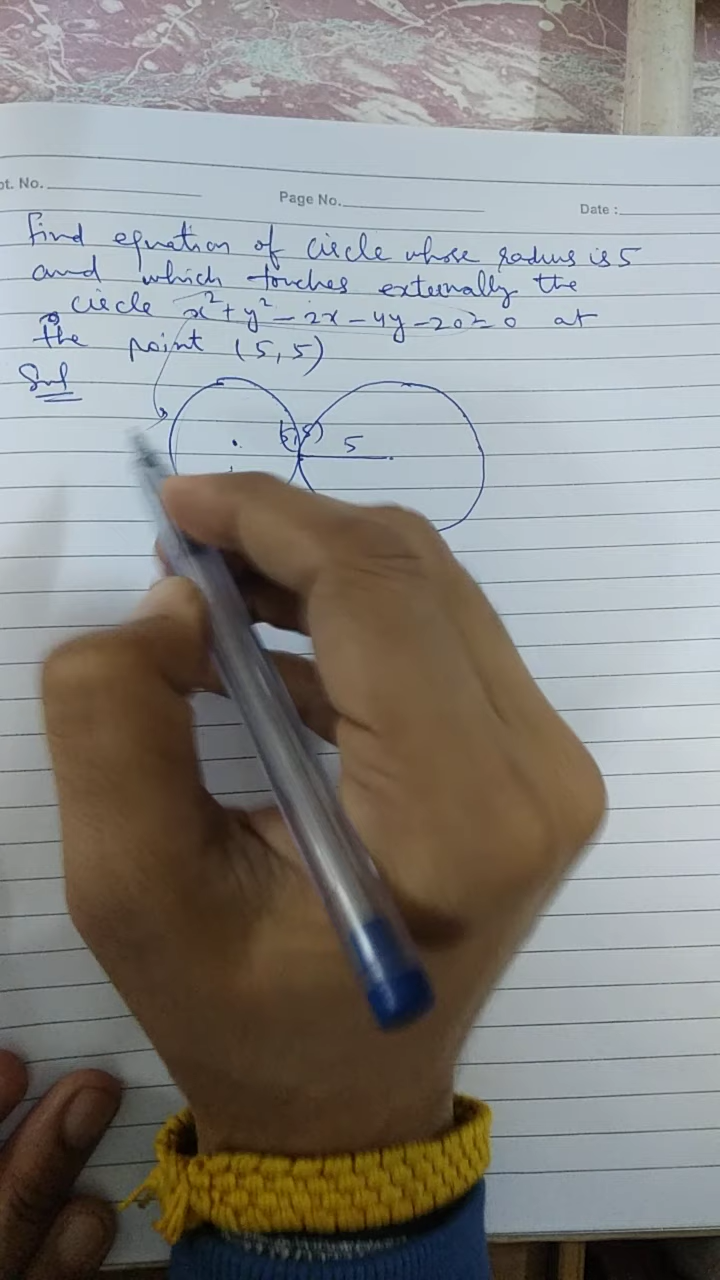 pt. No.
Page No.
Date :
Find equation of circle whose radius is 5
and which touches externally the
circle x²+y²-2x-4y-20=0 at
the point (5,5)
Sol
(5,5)
5